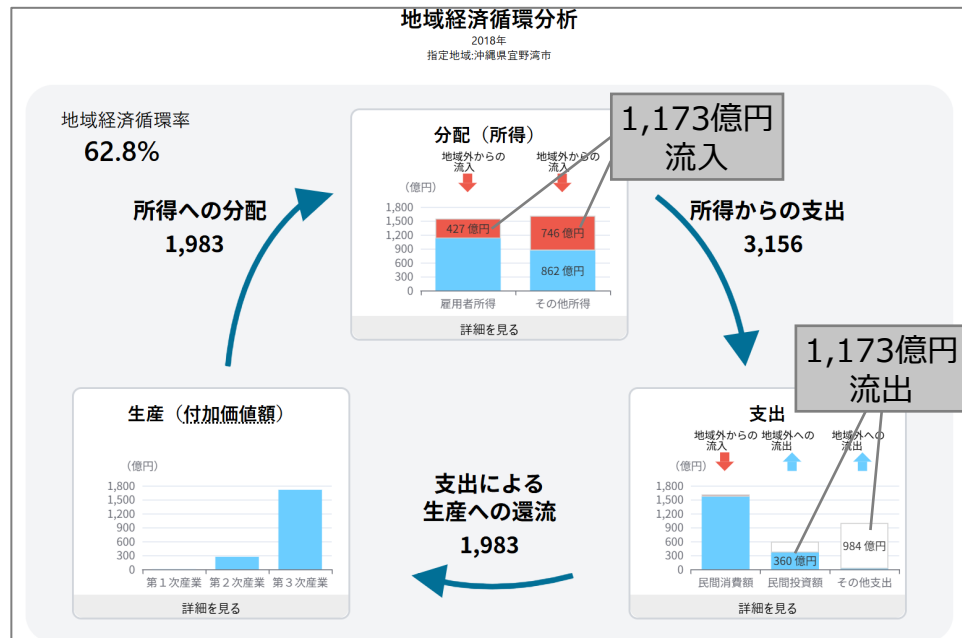 地域経済循環分析
2018年
指定地域:沖縄県宜野湾市
地域経済循環率
62.8%
分配（所得）
地域外からの
流入
地域外からの
流入
（億円）
1,800
1,500
1,200
900
600
300
0
427 億円
746 億円
862 億円
雇用者所得
その他所得
詳細を見る
1,173億円
流入
所得への分配
1,983
所得からの支出
3,156
生産（付加価値額）
（億円）
1,800
1,500
1,200
900
600
300
0
第１次産業
第２次産業
第３次産業
詳細を見る
支出による
生産への還流
1,983
1,173億円
流出
支出
地域外からの
流入
地域外への
流出
地域外への
流出
（億円）
1,800
1,500
1,200
900
600
300
0
360 億円
984 億円
民間消費額
民間投資額
その他支出
詳細を見る